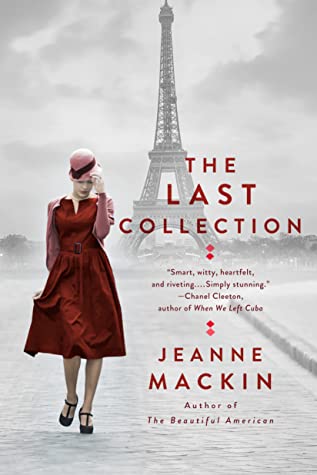 THE
LAST
COLLECTION
"Smart, witty, heartfelt,
and riveting....Simply stunning."
—Chanel Cleeton,
author of When We Left Cuba
JEANNE
MACKIN
Author of
The Beautiful American